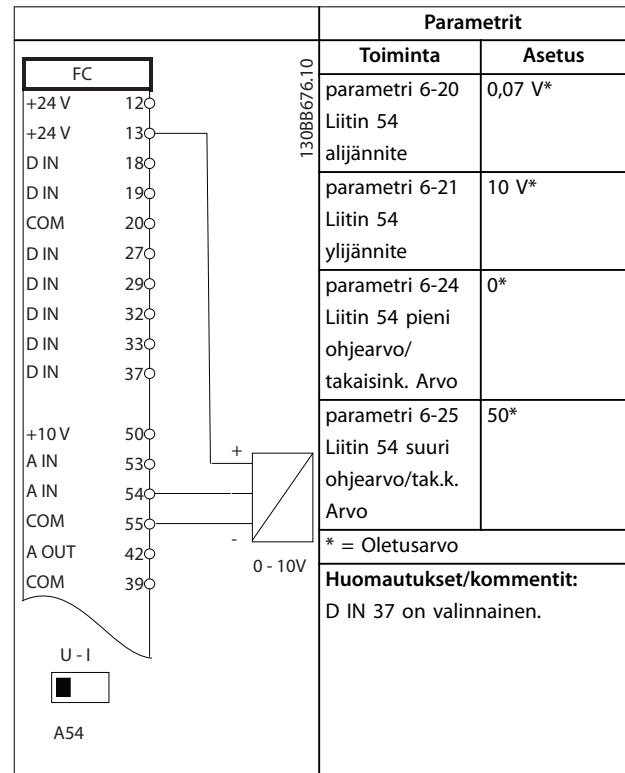 Parametrit
Toiminta Asetus
parametri 6-20 0,07 V*
Liitin 54
alijännite
parametri 6-21 10 V*
Liitin 54
ylijännite
parametri 6-24 0*
Liitin 54 pieni
ohjearvo/
takaisink. Arvo
parametri 6-25 50*
Liitin 54 suuri
ohjearvo/tak.k.
Arvo
* = Oletusarvo
Huomautukset/kommentit:
D IN 37 on valinnainen.
FC
130BB676.10
+24 V 12
+24 V 13
D IN 18
D IN 19
COM 20
D IN 27
D IN 29
D IN 32
D IN 33
D IN 37
+10 V 50
A IN 53
A IN 54
COM 55
A OUT 42
COM 39
+
-
0 - 10V
U - I
A54